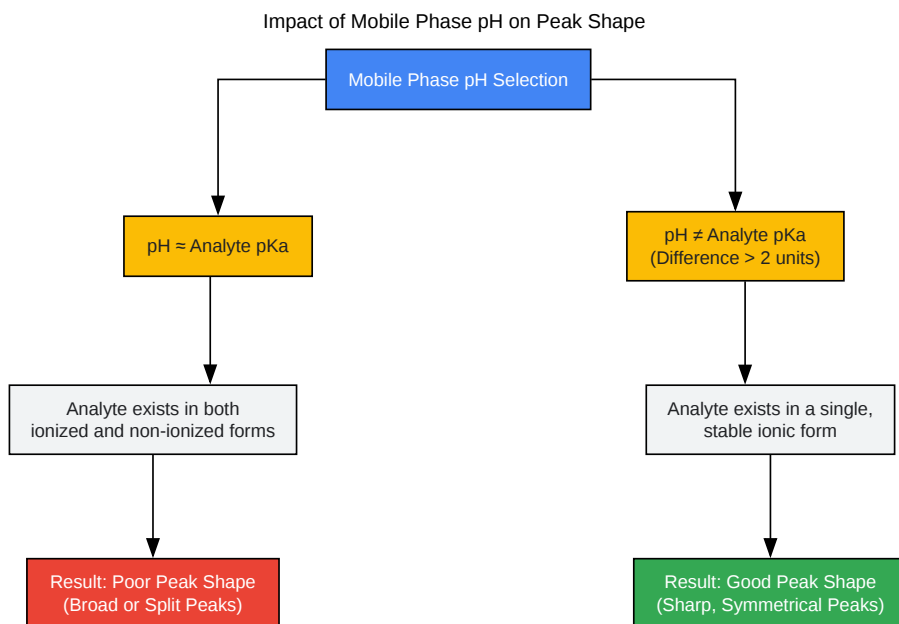 Impact of Mobile Phase pH on Peak Shape
Mobile Phase pH Selection
pH ≈ Analyte pKa
pH ≠ Analyte pKa
(Difference > 2 units)
Analyte exists in both
ionized and non-ionized forms
Analyte exists in a single,
stable ionic form
Result: Poor Peak Shape
(Broad or Split Peaks)
Result: Good Peak Shape
(Sharp, Symmetrical Peaks)